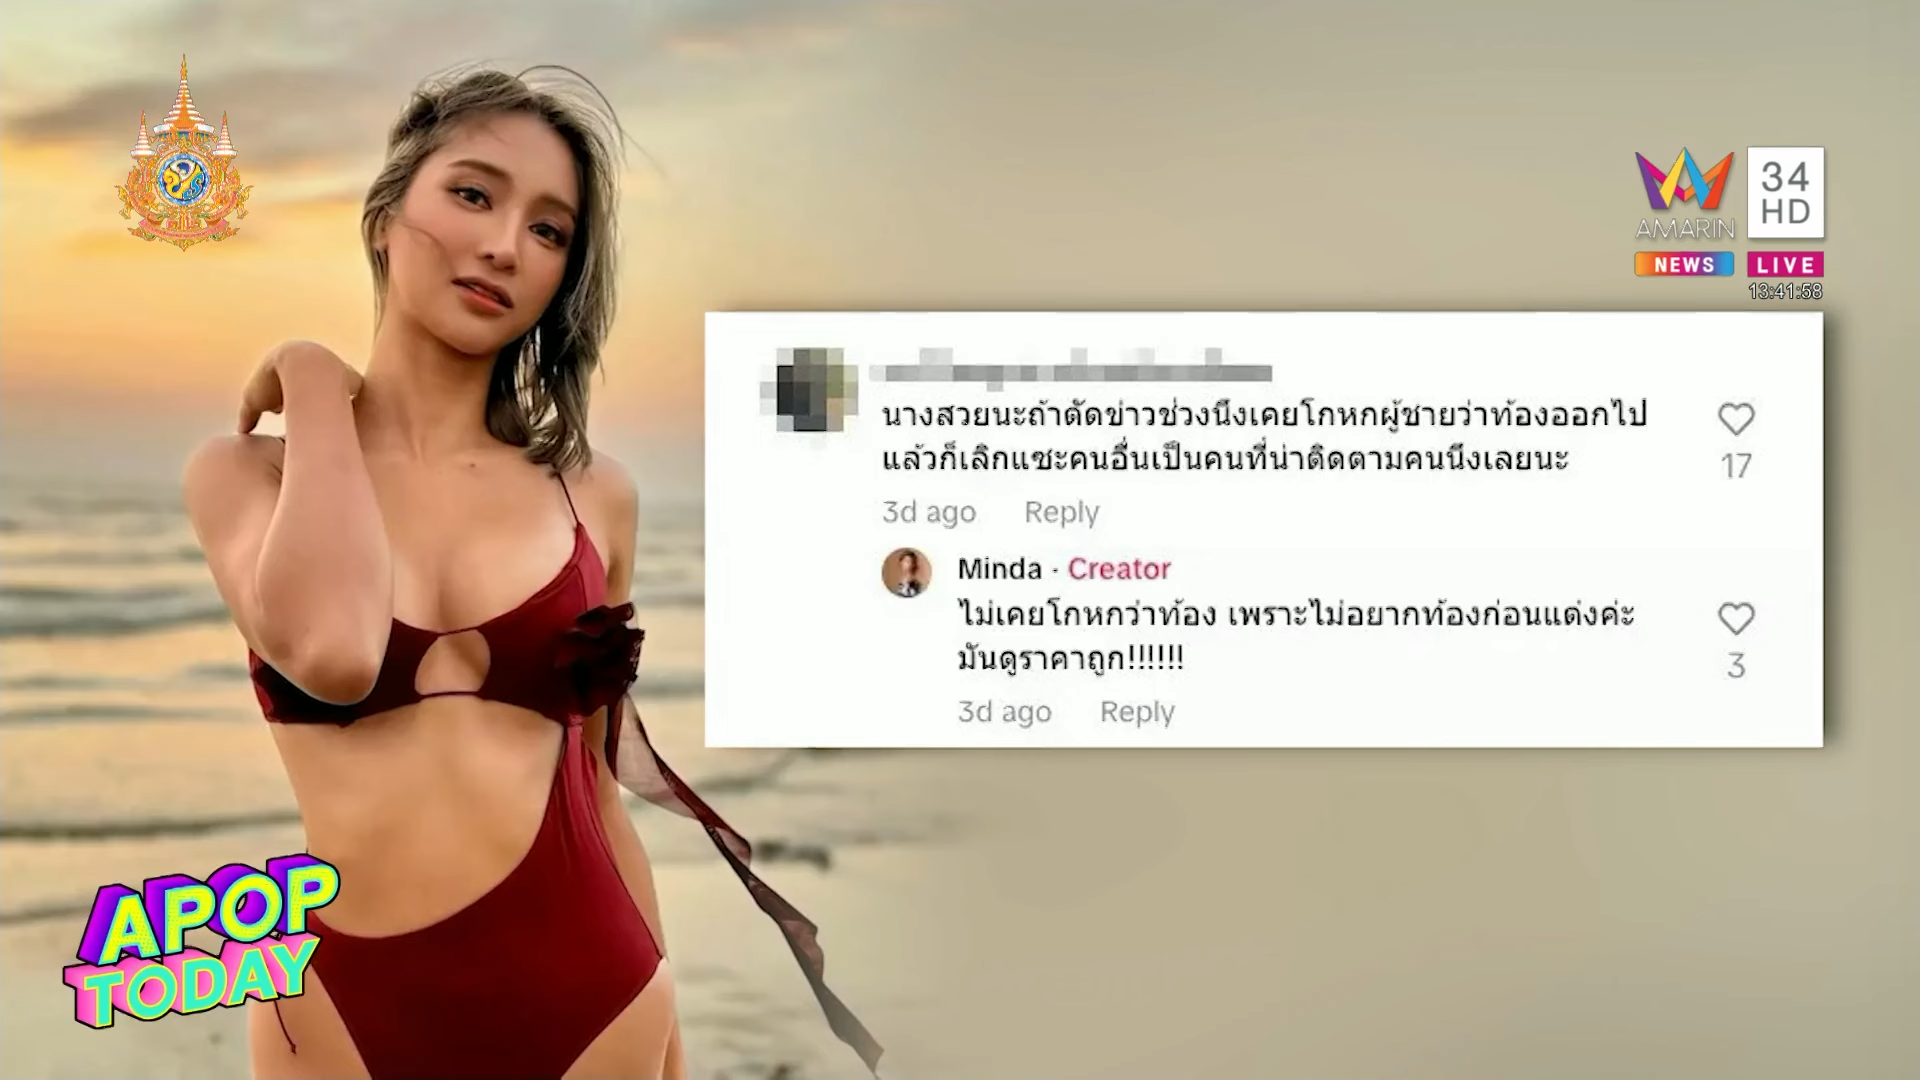 AMARIN
34
HD
NEWS
LIVE
13:41:58
นางสวยนะถ้าตัดข่าวช่วงนึงเคยโกหกผู้ชายว่าท้องออกไป
แล้วก็เลิกแซะคนอื่นเป็นคนที่น่าติดตามคนนึงเลยนะ
17
3d ago Reply
Minda · Creator
ไม่เคยโกหกว่าท้อง เพราะไม่อยากท้องก่อนแต่งค่ะ
มันดูราคาถูก!!!!!!
3
3d ago Reply
APOP
TODAY